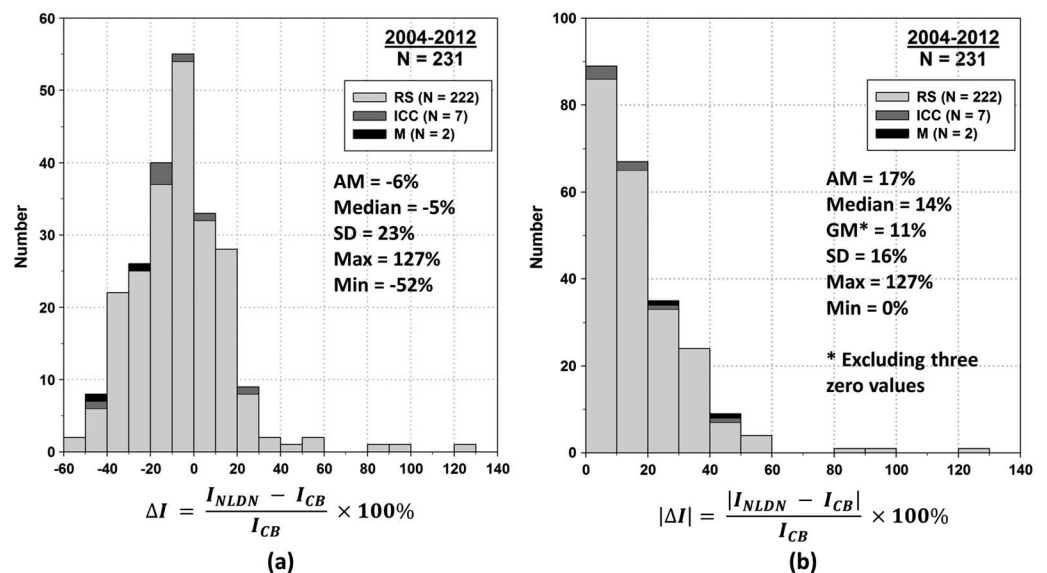 2004-2012
N = 231
RS (N = 222)
ICC (N = 7)
M (N = 2)
AM = -6%
Median = -5%
SD = 23%
Max = 127%
Min = -52%
Number
60
50
40
30
20
10
0
-60 -40 -20 0 20 40 60 80 100 120 140
ΔI = (I_NLDN − I_CB) / I_CB × 100%
(a)
2004-2012
N = 231
RS (N = 222)
ICC (N = 7)
M (N = 2)
AM = 17%
Median = 14%
GM* = 11%
SD = 16%
Max = 127%
Min = 0%
* Excluding three
zero values
Number
100
80
60
40
20
0
0 20 40 60 80 100 120 140
|ΔI| = |I_NLDN − I_CB| / I_CB × 100%
(b)